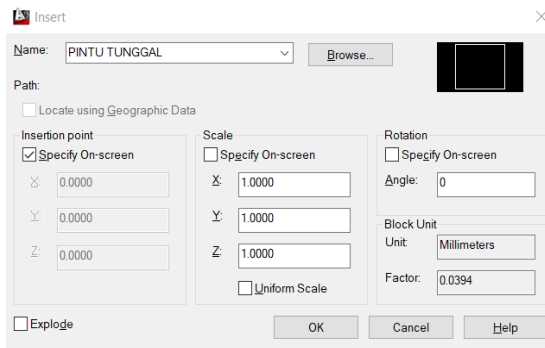 Insert
Name: PINTU TUNGGAL Browse...
Path:
Locate using Geographic Data
Insertion point Scale Rotation
Specify On-screen Specify On-screen Specify On-screen
X: 0.0000 X: 1.0000 Angle: 0
Y: 0.0000 Y: 1.0000 Block Unit
Z: 0.0000 Z: 1.0000 Unit: Millimeters
Uniform Scale Factor: 0.0394
Explode OK Cancel Help